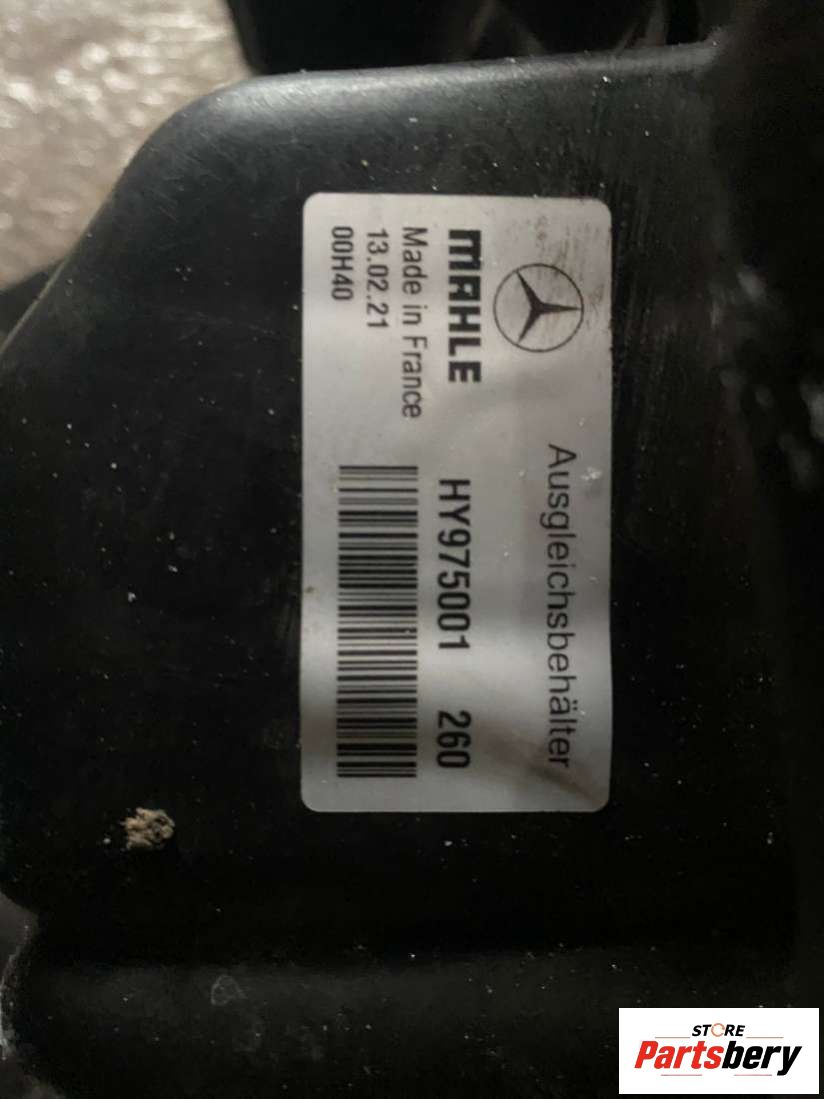 Ausgleichsbehälter
MAHLE
Made in France
13.02.21
00H40
HY975001 260
STORE
Partsbery